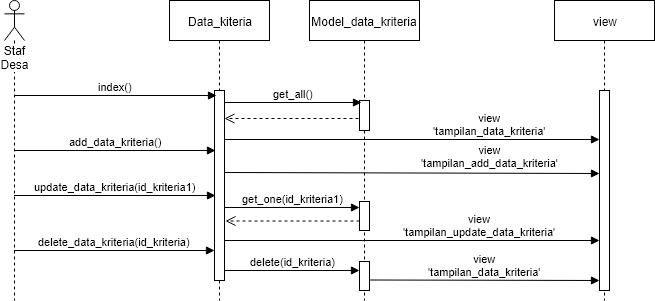 Staf
Desa
Data_kiteria
Model_data_kriteria
view
index()
get_all()
view
'tampilan_data_kriteria'
add_data_kriteria()
view
'tampilan_add_data_kriteria'
update_data_kriteria(id_kriteria1)
get_one(id_kriteria1)
view
'tampilan_update_data_kriteria'
delete_data_kriteria(id_kriteria)
delete(id_kriteria)
view
'tampilan_data_kriteria'